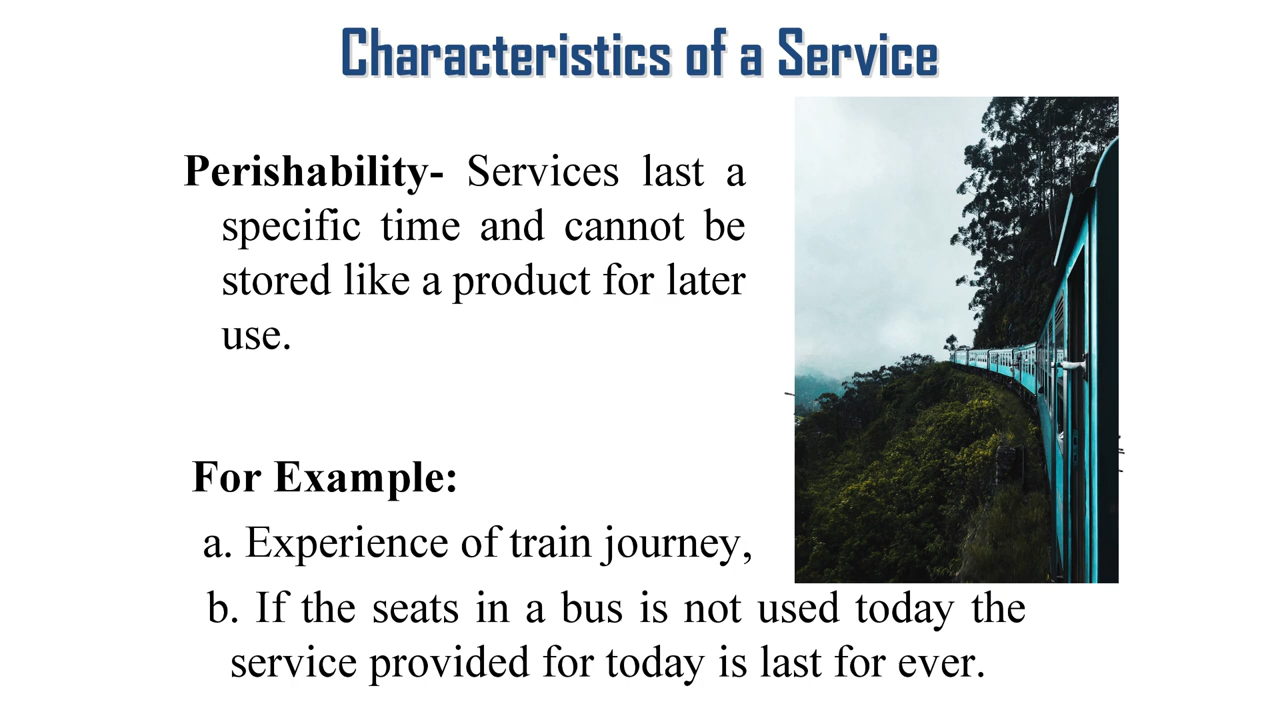 Characteristics of a Service
Perishability- Services last a
specific time and cannot be
stored like a product for later
use.
For Example:
a. Experience of train journey,
b. If the seats in a bus is not used today the
service provided for today is last for ever.